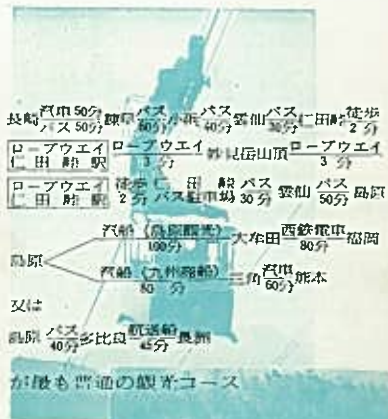 長崎 汽車50分 バス50分 諫早 バス 60分 小浜 バス 40分 雲仙 バス 30分 仁田峠 徒歩 2分
ロープウエイ 仁田峠駅 ロープウエイ 3分 妙見岳山頂 ロープウエイ 3分
ロープウエイ 仁田峠駅 徒歩 2分 仁田峠 バス駐車場 バス 30分 雲仙 バス 50分 島原
島原 汽船(島原観光) 100分 大牟田 西鉄電車 80分 福岡
汽船(九州商船) 60分 三角 汽車 60分 熊本
又は
島原 バス 40分 多比良 航送船 45分 長洲
が最も普通の観光コース